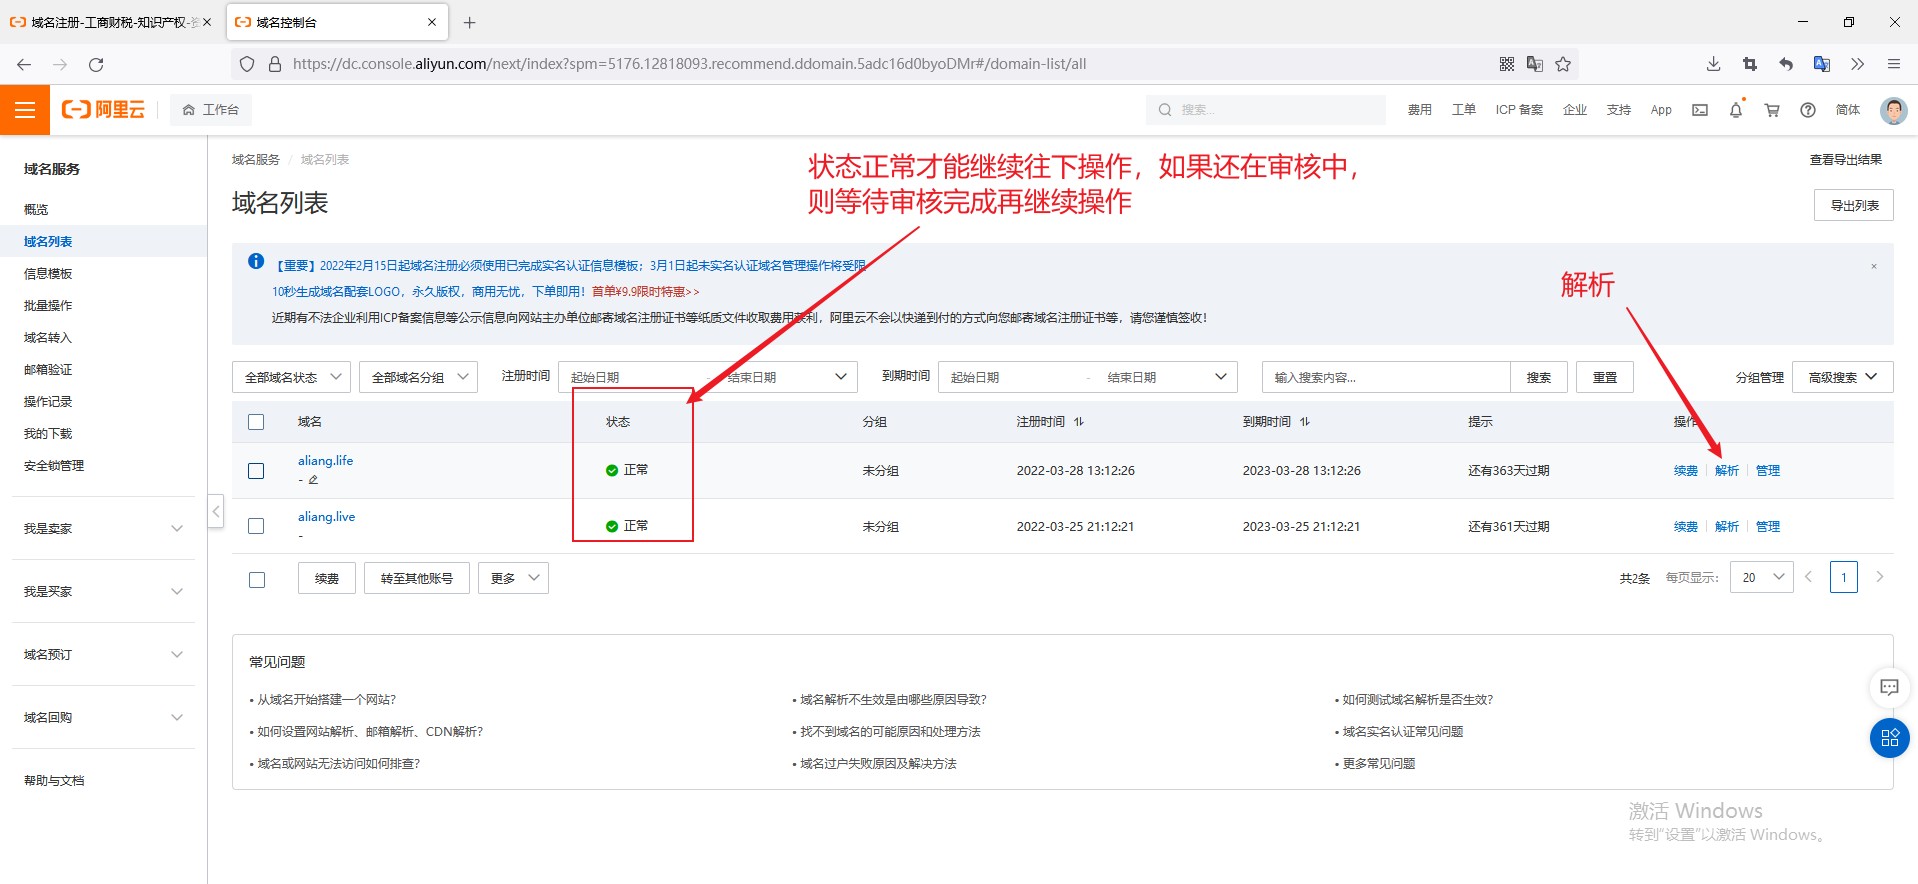 域名注册-工商财税-知识产权-
域名控制台
https://dc.console.aliyun.com/next/index?spm=5176.12818093.recommend.ddomain.5adc16d0byoDMr#/domain-list/all
阿里云
工作台
搜索...
费用
工单
ICP 备案
企业
支持
App
简体
域名服务
概览
域名列表
信息模板
批量操作
域名转入
邮箱验证
操作记录
我的下载
安全锁管理
我是卖家
我是买家
域名预订
域名回购
帮助与文档
域名服务 / 域名列表
查看导出结果
域名列表
导出列表
状态正常才能继续往下操作，如果还在审核中，
则等待审核完成再继续操作
【重要】2022年2月15日起域名注册必须使用已完成实名认证信息模板；3月1日起未实名认证域名管理操作将受限
10秒生成域名配套LOGO，永久版权，商用无忧，下单即用！首单¥9.9限时特惠>>
近期有不法企业利用ICP备案信息等公示信息向网站主办单位邮寄域名注册证书等纸质文件收取费用获利，阿里云不会以快递到付的方式向您邮寄域名注册证书等，请您谨慎签收！
解析
全部域名状态
全部域名分组
注册时间
起始日期 - 结束日期
到期时间
起始日期 - 结束日期
输入搜索内容...
搜索
重置
分组管理
高级搜索
域名 状态 分组 注册时间 到期时间 提示 操作
aliang.life 正常 未分组 2022-03-28 13:12:26 2023-03-28 13:12:26 还有363天过期 续费 解析 管理
-
aliang.live 正常 未分组 2022-03-25 21:12:21 2023-03-25 21:12:21 还有361天过期 续费 解析 管理
-
续费
转至其他账号
更多
共2条 每页显示： 20 1
常见问题
• 从域名开始搭建一个网站?
• 域名解析不生效是由哪些原因导致?
• 如何测试域名解析是否生效?
• 如何设置网站解析、邮箱解析、CDN解析?
• 找不到域名的可能原因和处理方法
• 域名实名认证常见问题
• 域名或网站无法访问如何排查?
• 域名过户失败原因及解决方法
• 更多常见问题
激活 Windows
转到“设置”以激活 Windows。